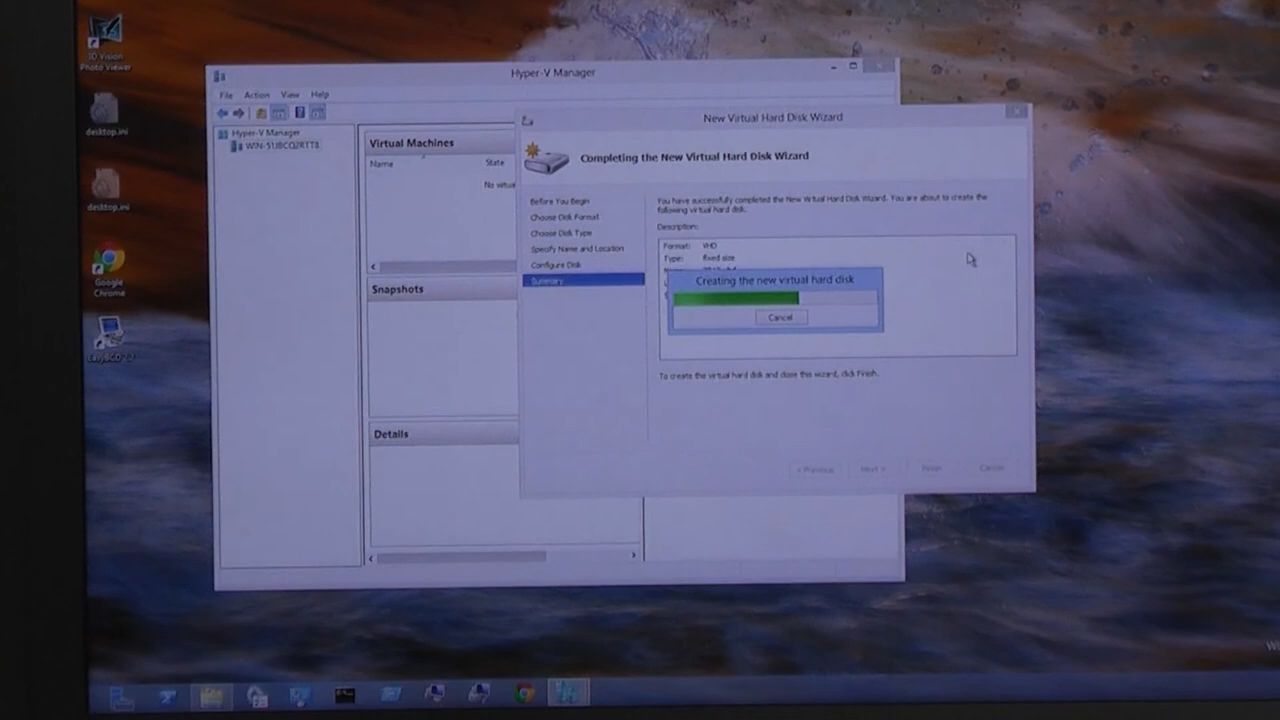 3D Vision
Photo Viewer
desktop.ini
desktop.ini
Google
Chrome
Hyper-V Manager
File Action View Help
Hyper-V Manager
Virtual Machines
Name State
Snapshots
Details
New Virtual Hard Disk Wizard
Completing the New Virtual Hard Disk Wizard
Before You Begin
Choose Disk Format
Choose Disk Type
Specify Name and Location
Configure Disk
Summary
You have successfully completed the New Virtual Hard Disk Wizard. You are about to create the
following virtual hard disk.
Description:
Format: VHD
Type: fixed size
Creating the new virtual hard disk
Cancel
To create the virtual hard disk and close this wizard, click Finish.
< Previous Next > Finish Cancel